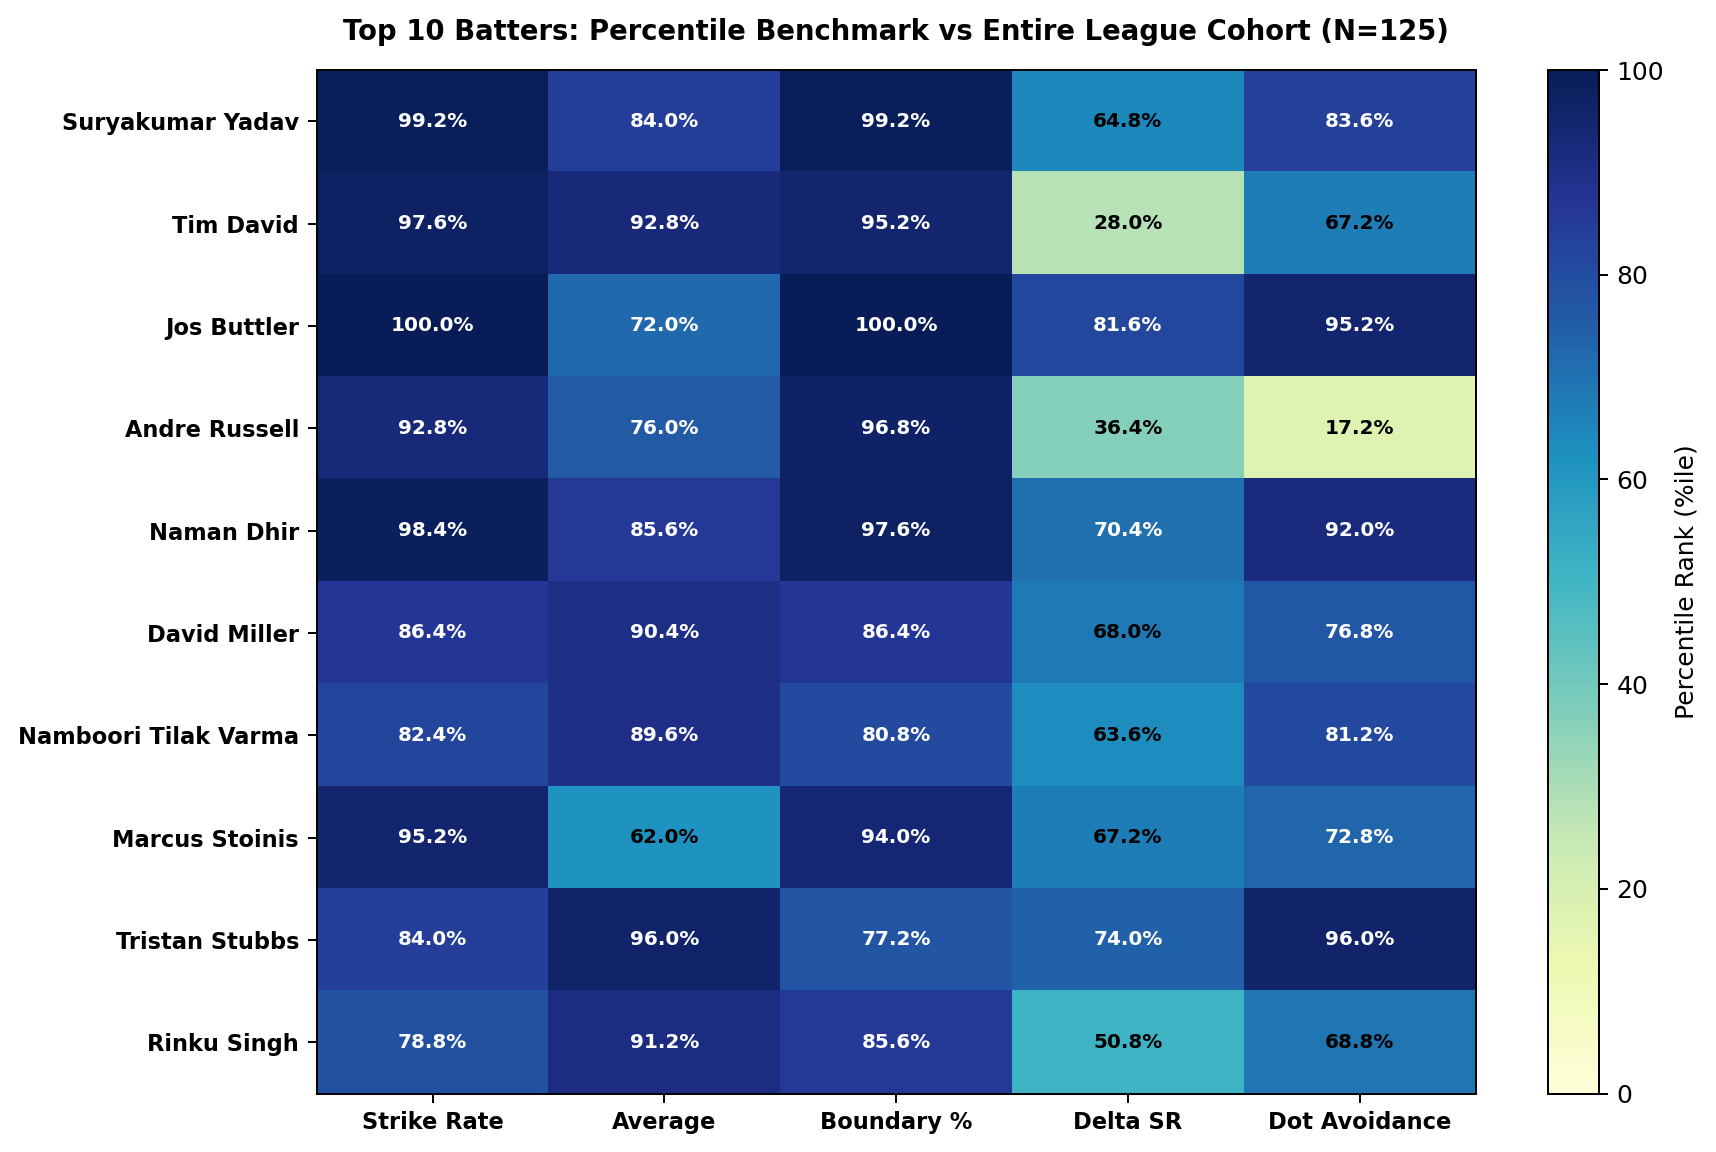 Top 10 Batters: Percentile Benchmark vs Entire League Cohort (N=125)
Suryakumar Yadav 99.2% 84.0% 99.2% 64.8% 83.6%
Tim David 97.6% 92.8% 95.2% 28.0% 67.2%
Jos Buttler 100.0% 72.0% 100.0% 81.6% 95.2%
Andre Russell 92.8% 76.0% 96.8% 36.4% 17.2%
Naman Dhir 98.4% 85.6% 97.6% 70.4% 92.0%
David Miller 86.4% 90.4% 86.4% 68.0% 76.8%
Namboori Tilak Varma 82.4% 89.6% 80.8% 63.6% 81.2%
Marcus Stoinis 95.2% 62.0% 94.0% 67.2% 72.8%
Tristan Stubbs 84.0% 96.0% 77.2% 74.0% 96.0%
Rinku Singh 78.8% 91.2% 85.6% 50.8% 68.8%
Strike Rate Average Boundary % Delta SR Dot Avoidance
100
80
60
40
20
0
Percentile Rank (%ile)